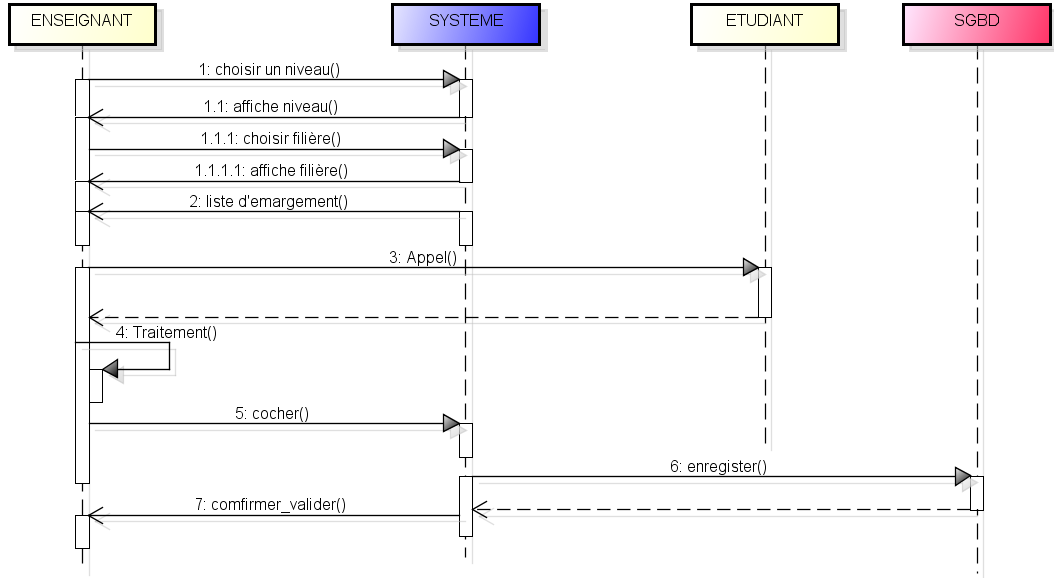 ENSEIGNANT
SYSTEME
ETUDIANT
SGBD
1: choisir un niveau()
1.1: affiche niveau()
1.1.1: choisir filière()
1.1.1.1: affiche filière()
2: liste d'emargement()
3: Appel()
4: Traitement()
5: cocher()
6: enregister()
7: comfirmer_valider()